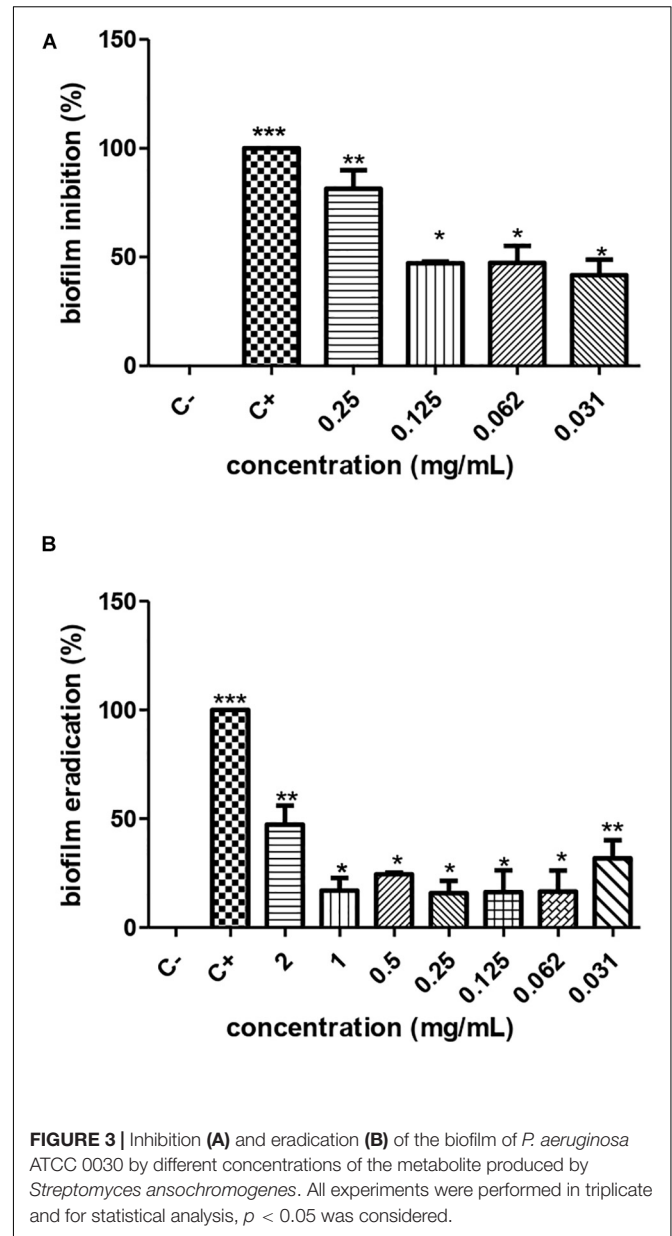 A
150
100
50
0
biofilm inibition (%)
***
**
*
*
*
C-
C+
0.25
0.125
0.062
0.031
concentration (mg/mL)
B
150
100
50
0
biofilm eradication (%)
***
**
*
*
*
*
*
**
C-
C+
2
1
0.5
0.25
0.125
0.062
0.031
concentration (mg/mL)
FIGURE 3 | Inhibition (A) and eradication (B) of the biofilm of P. aeruginosa
ATCC 0030 by different concentrations of the metabolite produced by
Streptomyces ansochromogenes. All experiments were performed in triplicate
and for statistical analysis, p < 0.05 was considered.